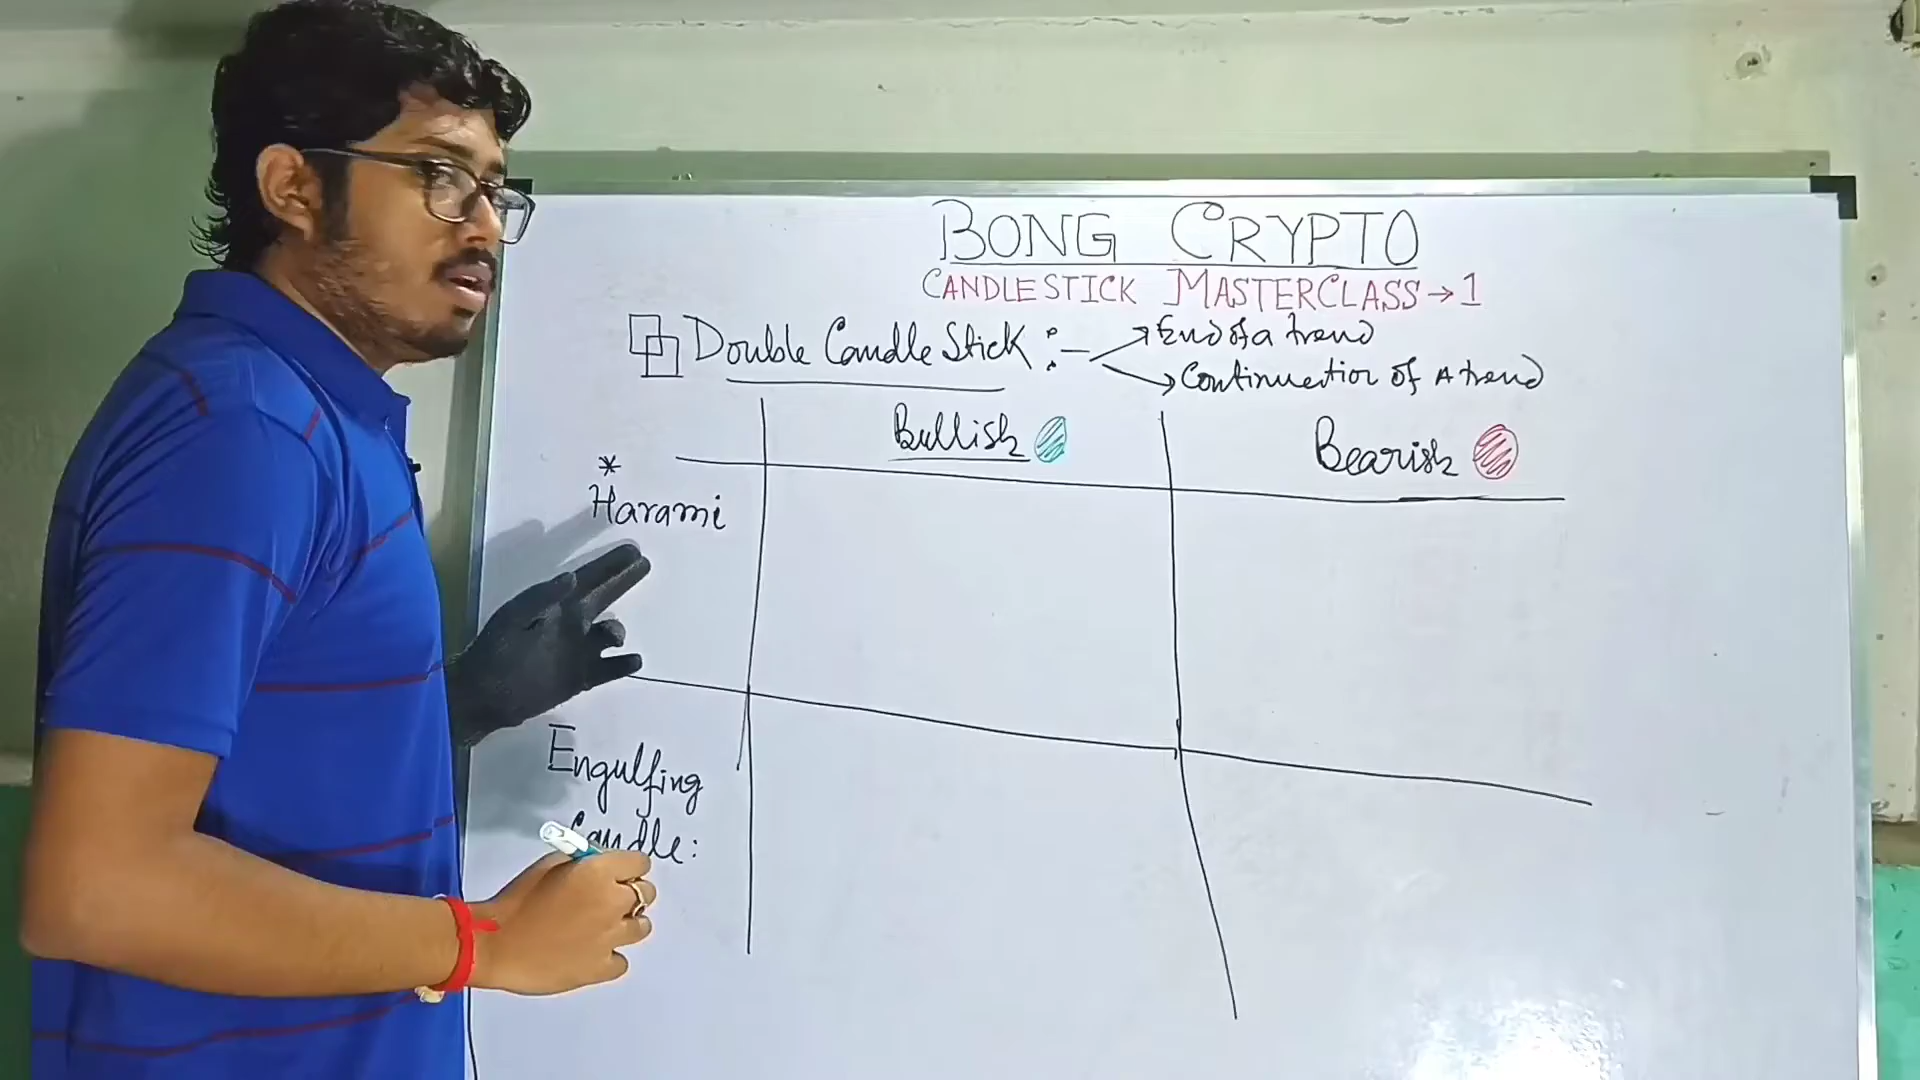 BONG CRYPTO
CANDLESTICK MASTERCLASS → 1
Double Candle Stick :- → End of a trend
→ Continuation of A trend
Bullish
Bearish
* Harami
Engulfing
Candle: